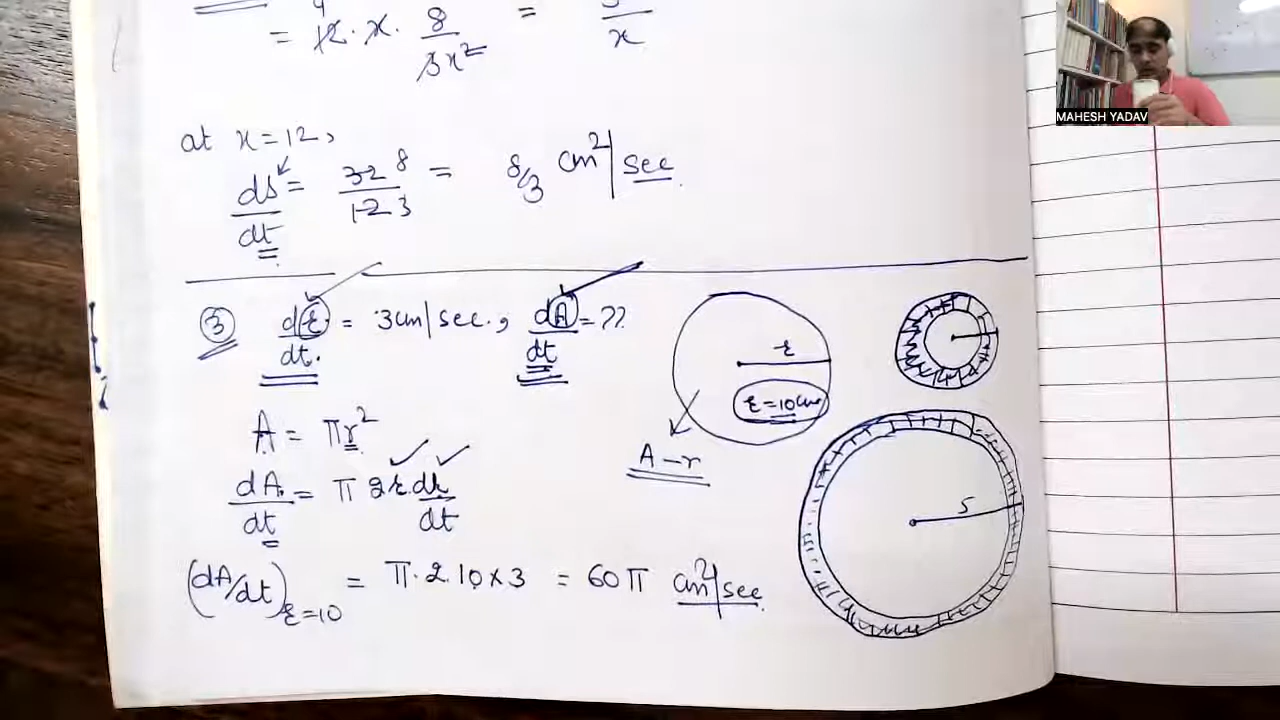 = 12·x· 8/3x² = /x
at x=12,
ds/dt = 32 8/12 3 = 8/3 cm²/sec.
③ dr/dt. = 3cm/sec., dA/dt = ??
r
r=10cm
A = πr²
A-r
dA/dt = π 2r.dr/dt
5
(dA/dt)r=10 = π.2.10×3 = 60π cm²/sec.
MAHESH YADAV